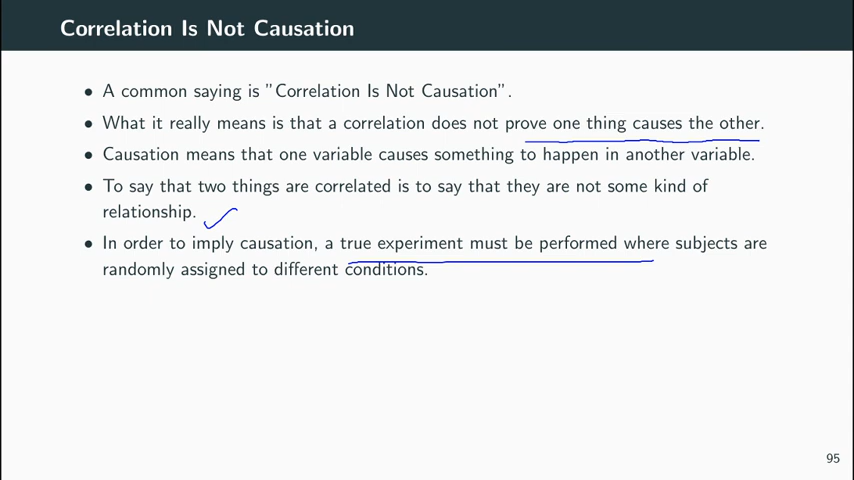 Correlation Is Not Causation
• A common saying is ”Correlation Is Not Causation”.
• What it really means is that a correlation does not prove one thing causes the other.
• Causation means that one variable causes something to happen in another variable.
• To say that two things are correlated is to say that they are not some kind of
relationship.
• In order to imply causation, a true experiment must be performed where subjects are
randomly assigned to different conditions.
95